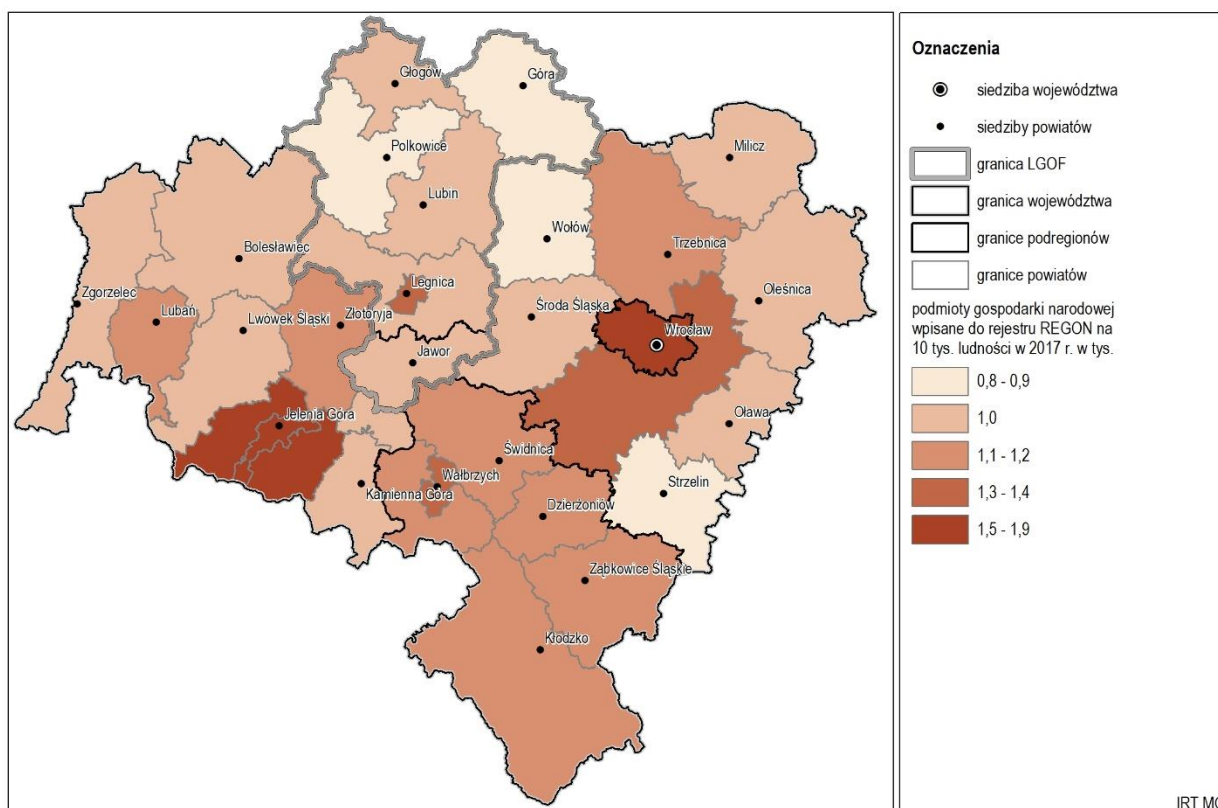 Głogów
Góra
Polkowice
Milicz
Lubin
Wołów
Bolesławiec
Trzebnica
Legnica
Oleśnica
Zgorzelec
Lubań
Lwówek Śląski
Złotoryja
Środa Śląska
Wrocław
Jawor
Jelenia Góra
Oława
Świdnica
Wałbrzych
Kamienna Góra
Strzelin
Dzierżoniów
Ząbkowice Śląskie
Kłodzko
Oznaczenia
siedziba województwa
siedziby powiatów
granica LGOF
granica województwa
granice podregionów
granice powiatów
podmioty gospodarki narodowej
wpisane do rejestru REGON na
10 tys. ludności w 2017 r. w tys.
0,8 - 0,9
1,0
1,1 - 1,2
1,3 - 1,4
1,5 - 1,9
IRT MG